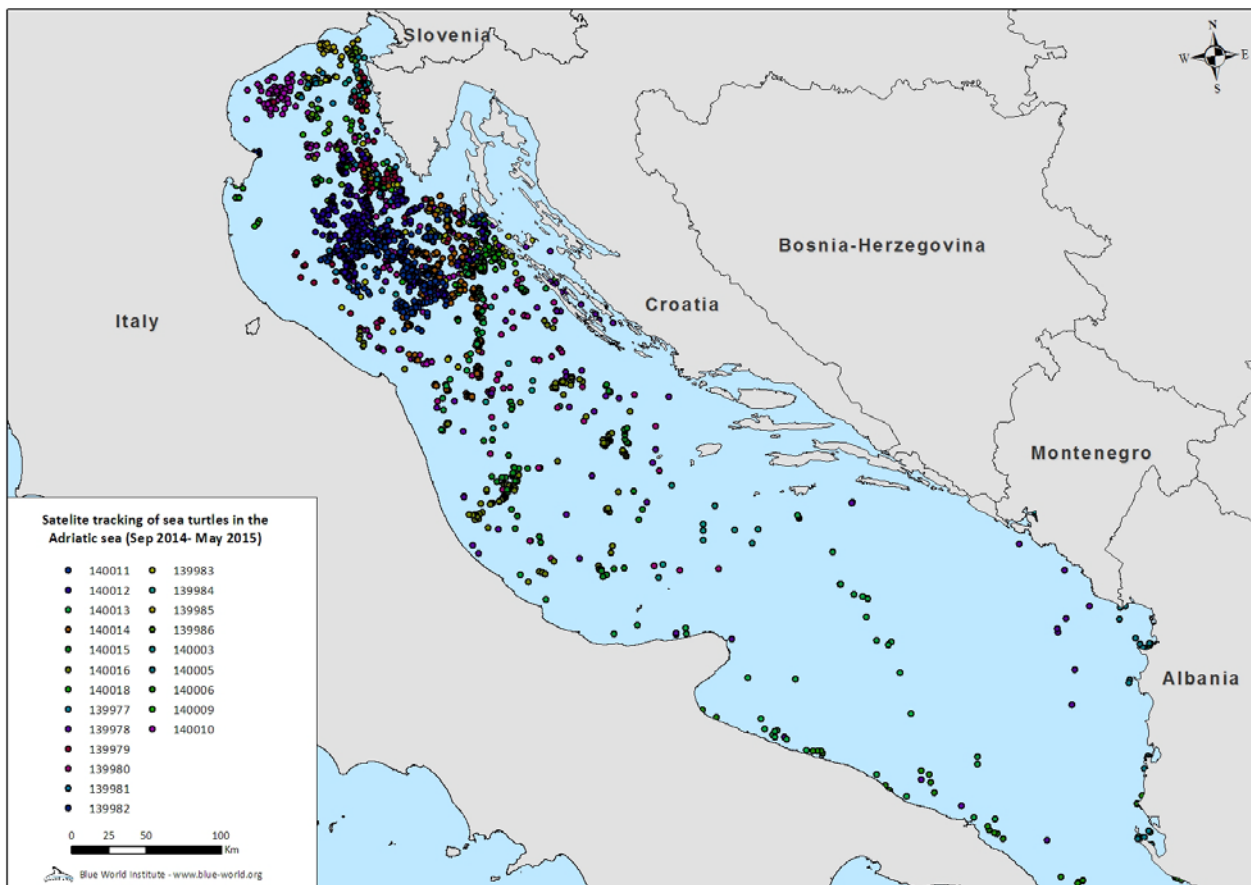 Slovenia
N
W E
S
Bosnia-Herzegovina
Croatia
Italy
Montenegro
Albania
Satelite tracking of sea turtles in the
Adriatic sea (Sep 2014- May 2015)
140011 139983
140012 139984
140013 139985
140014 139986
140015 140003
140016 140005
140018 140006
139977 140009
139978 140010
139979
139980
139981
139982
0 25 50 100
Km
Blue World Institute - www.blue-world.org